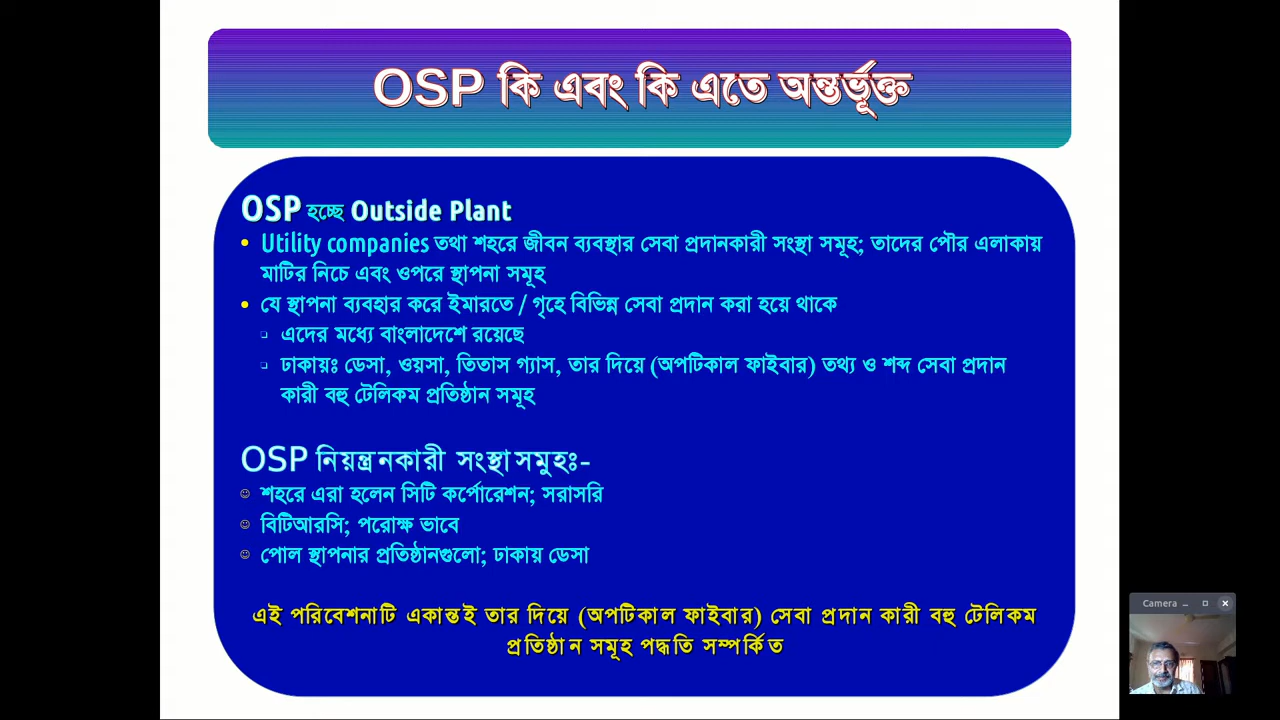 OSP কি এবং কি এতে অন্তর্ভূক্ত
OSP হচ্ছে Outside Plant
Utility companies তথা শহরে জীবন ব্যবস্থার সেবা প্রদানকারী সংস্থা সমূহ; তাদের পৌর এলাকায়
মাটির নিচে এবং ওপরে স্থাপনা সমূহ
যে স্থাপনা ব্যবহার করে ইমারতে / গৃহে বিভিন্ন সেবা প্রদান করা হয়ে থাকে
এদের মধ্যে বাংলাদেশে রয়েছে
ঢাকায়ঃ ডেসা, ওয়সা, তিতাস গ্যাস, তার দিয়ে (অপটিকাল ফাইবার) তথ্য ও শব্দ সেবা প্রদান
কারী বহু টেলিকম প্রতিষ্ঠান সমূহ
OSP নিয়ন্ত্রনকারী সংস্থাসমুহঃ-
শহরে এরা হলেন সিটি কর্পোরেশন; সরাসরি
বিটিআরসি; পরোক্ষ ভাবে
পোল স্থাপনার প্রতিষ্ঠানগুলো; ঢাকায় ডেসা
এই পরিবেশনাটি একান্তই তার দিয়ে (অপটিকাল ফাইবার) সেবা প্রদান কারী বহু টেলিকম
প্রতিষ্ঠান সমূহ পদ্ধতি সম্পর্কিত
Camera